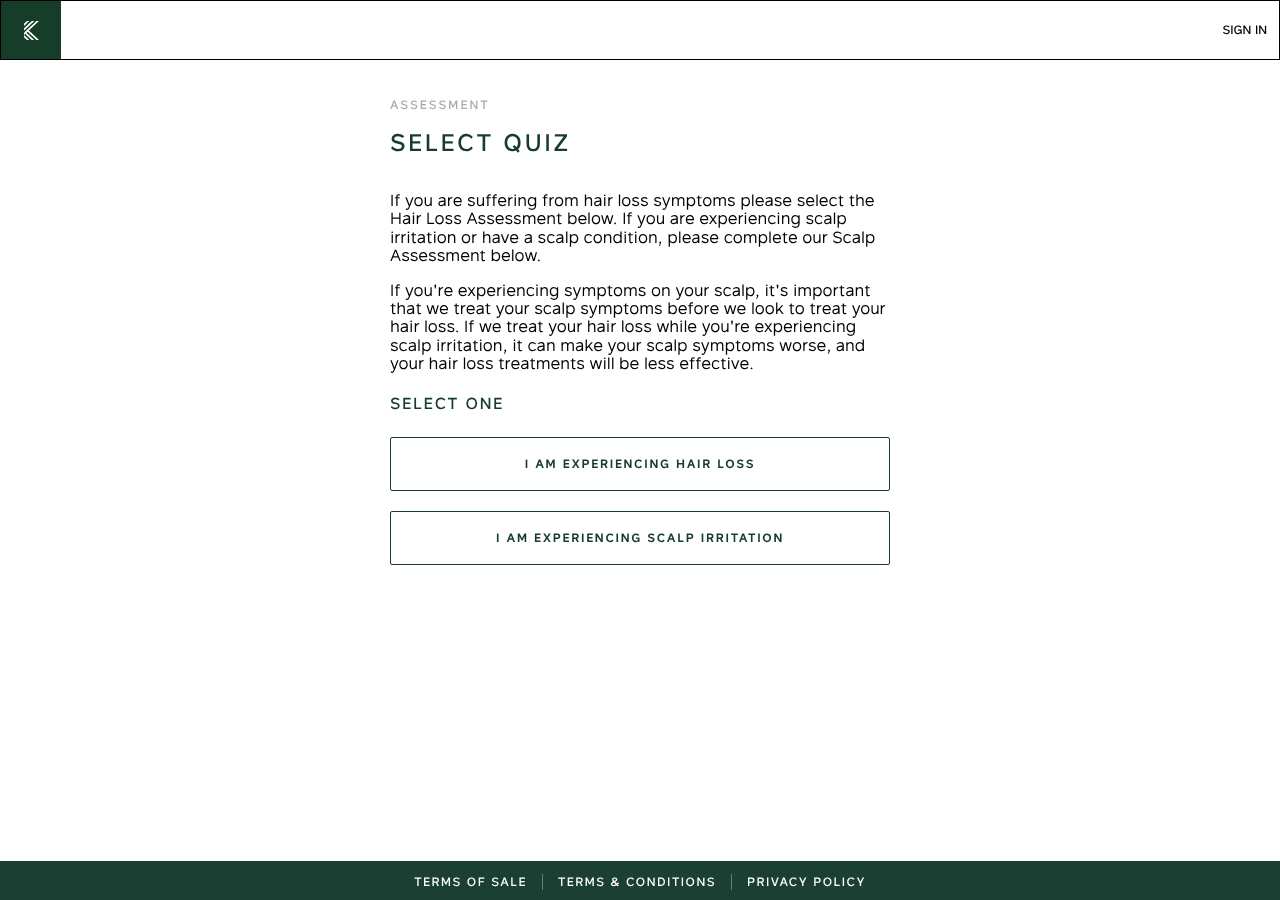 SIGN IN
ASSESSMENT
SELECT QUIZ
If you are suffering from hair loss symptoms please select the
Hair Loss Assessment below. If you are experiencing scalp
irritation or have a scalp condition, please complete our Scalp
Assessment below.
If you're experiencing symptoms on your scalp, it's important
that we treat your scalp symptoms before we look to treat your
hair loss. If we treat your hair loss while you're experiencing
scalp irritation, it can make your scalp symptoms worse, and
your hair loss treatments will be less effective.
SELECT ONE
I AM EXPERIENCING HAIR LOSS
I AM EXPERIENCING SCALP IRRITATION
TERMS OF SALE
TERMS & CONDITIONS
PRIVACY POLICY